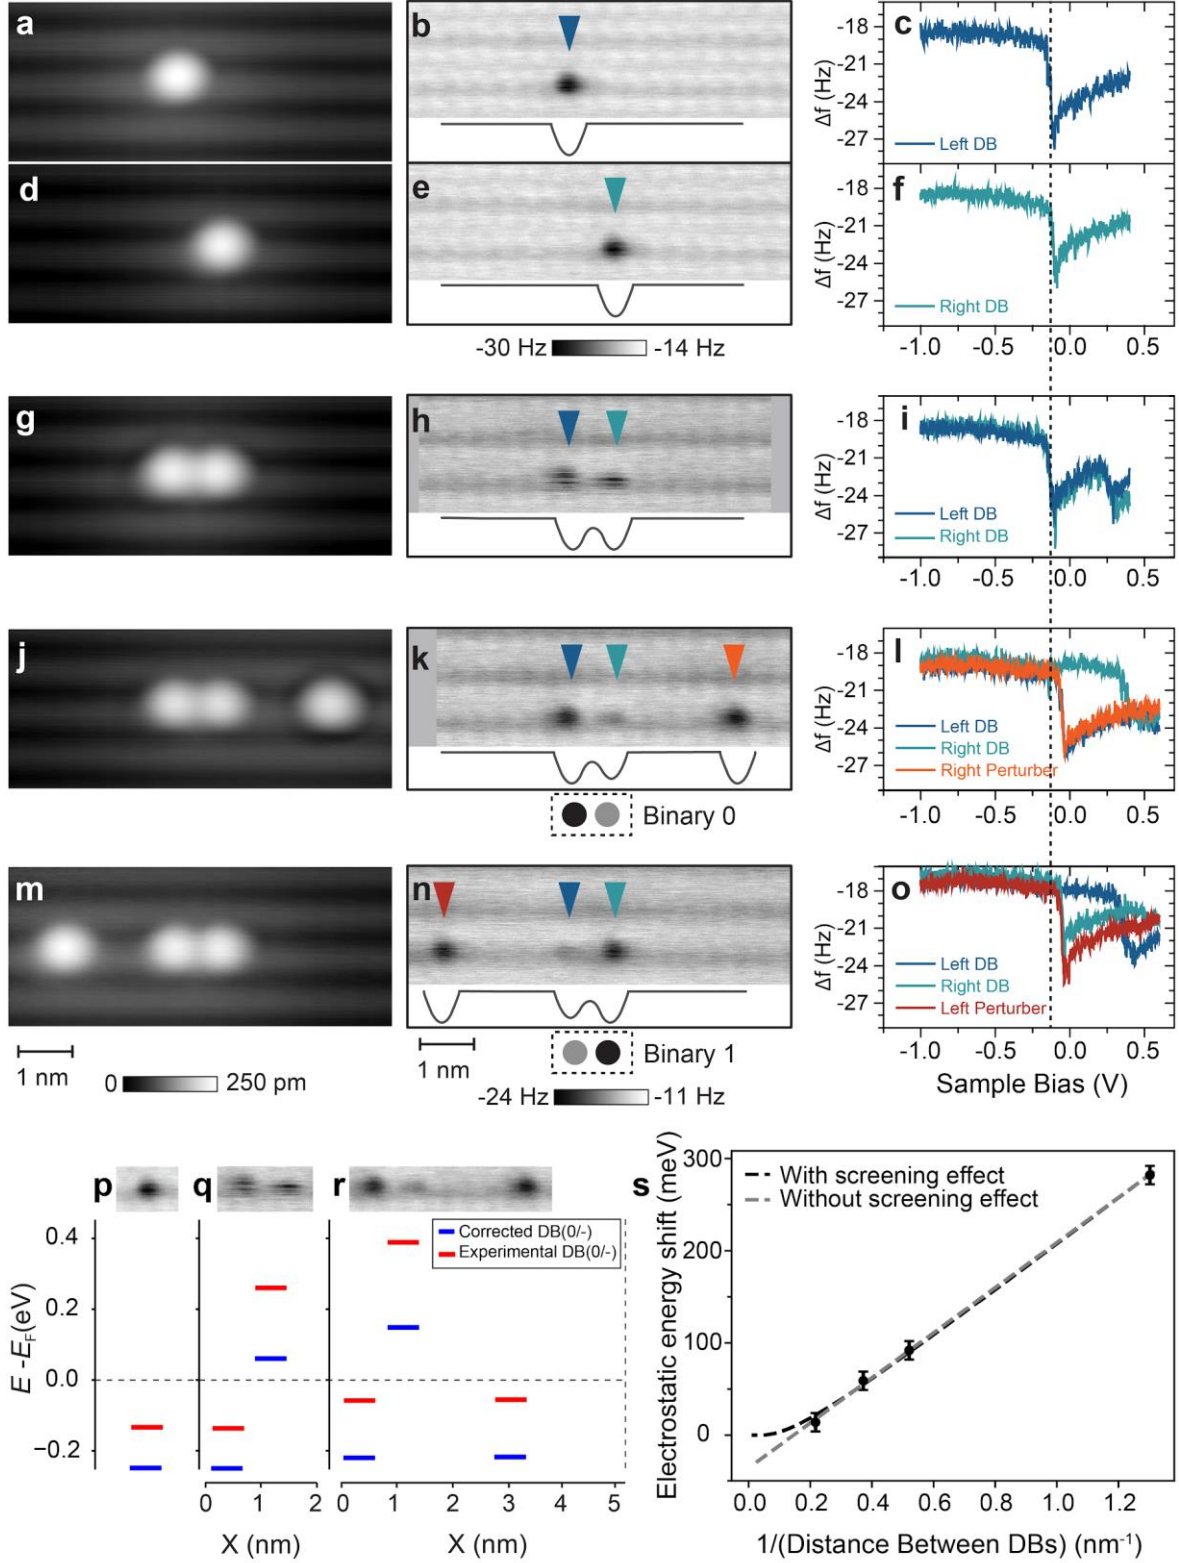 a
b
c
-18
-21
-24
-27
Δf (Hz)
Left DB
d
e
f
-18
-21
-24
-27
Δf (Hz)
Right DB
-30 Hz
-14 Hz
-1.0
-0.5
0.0
0.5
g
h
i
-18
-21
-24
-27
Δf (Hz)
Left DB
Right DB
-1.0
-0.5
0.0
0.5
j
k
l
-18
-21
-24
-27
Δf (Hz)
Left DB
Right DB
Right Perturber
Binary 0
-1.0
-0.5
0.0
0.5
m
n
o
-18
-21
-24
-27
Δf (Hz)
Left DB
Right DB
Left Perturber
1 nm
0
250 pm
1 nm
Binary 1
-24 Hz
-11 Hz
-1.0
-0.5
0.0
0.5
Sample Bias (V)
p
q
r
E -EF(eV)
0.4
0.2
0.0
−0.2
Corrected DB(0/-)
Experimental DB(0/-)
0
1
2
X (nm)
0
1
2
3
4
5
X (nm)
s
Electrostatic energy shift (meV)
300
200
100
0
With screening effect
Without screening effect
0.0
0.2
0.4
0.6
0.8
1.0
1.2
1/(Distance Between DBs) (nm⁻¹)